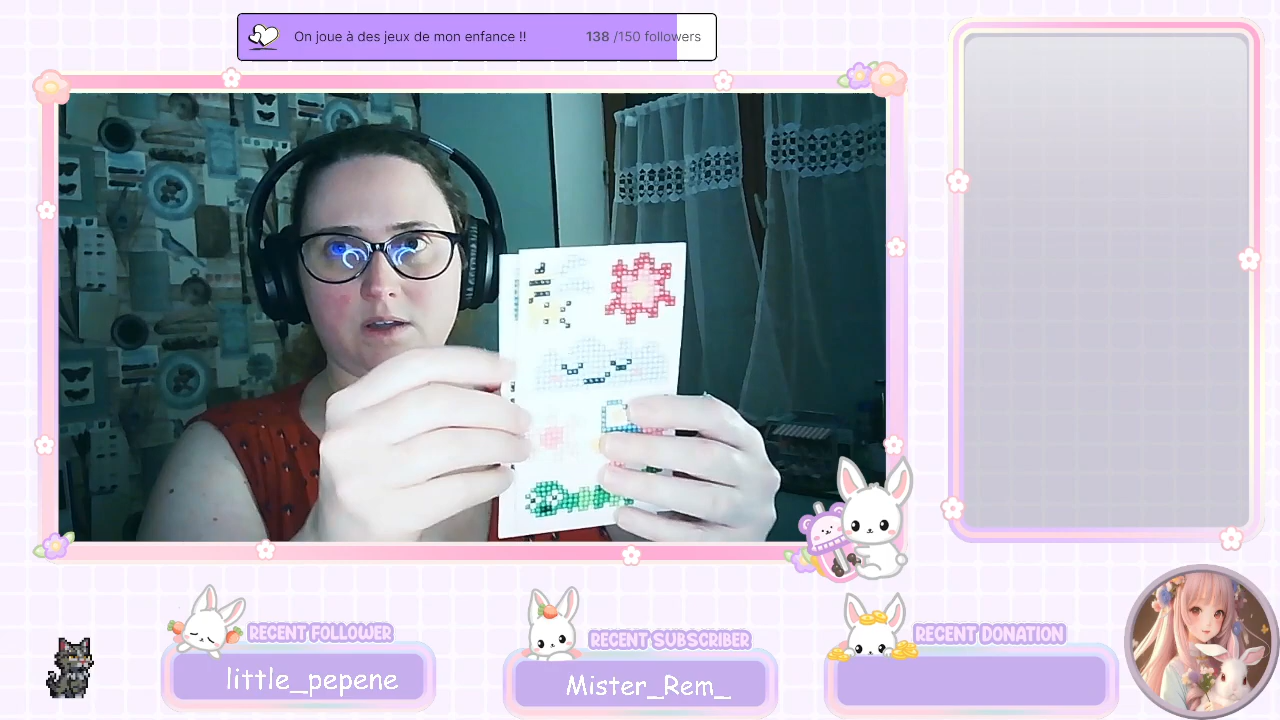 On joue à des jeux de mon enfance !! 138 /150 followers
RECENT FOLLOWER
little_pepene
RECENT SUBSCRIBER
Mister_Rem_
RECENT DONATION